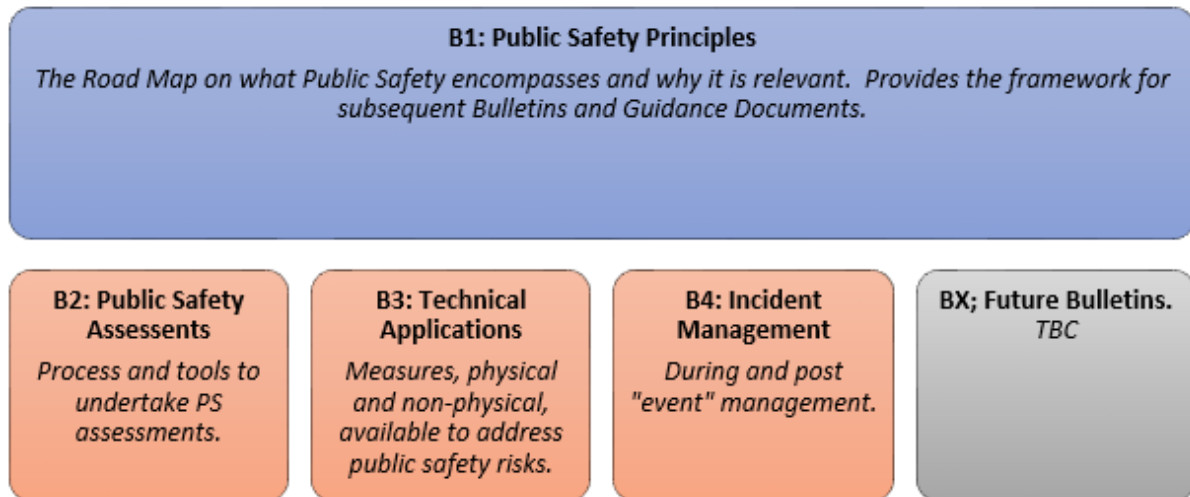 B1: Public Safety Principles
The Road Map on what Public Safety encompasses and why it is relevant.  Provides the framework for
subsequent Bulletins and Guidance Documents.
B2: Public Safety
Assessents
Process and tools to
undertake PS
assessments.
B3: Technical
Applications
Measures, physical
and non-physical,
available to address
public safety risks.
B4: Incident
Management
During and post
"event" management.
BX; Future Bulletins.
TBC